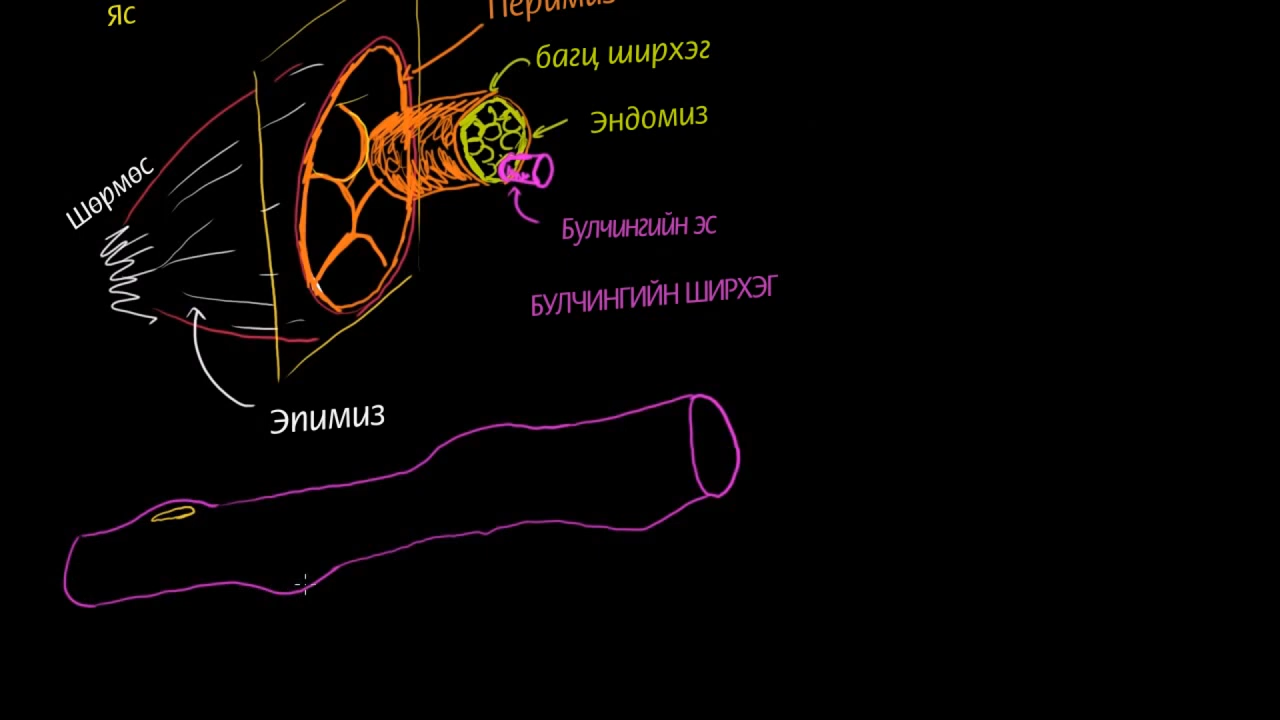 Яс
Перимиз
багц ширхэг
Эндомиз
Шөрмөс
Булчингийн эс
БУЛЧИНГИЙН ШИРХЭГ
Эпимиз